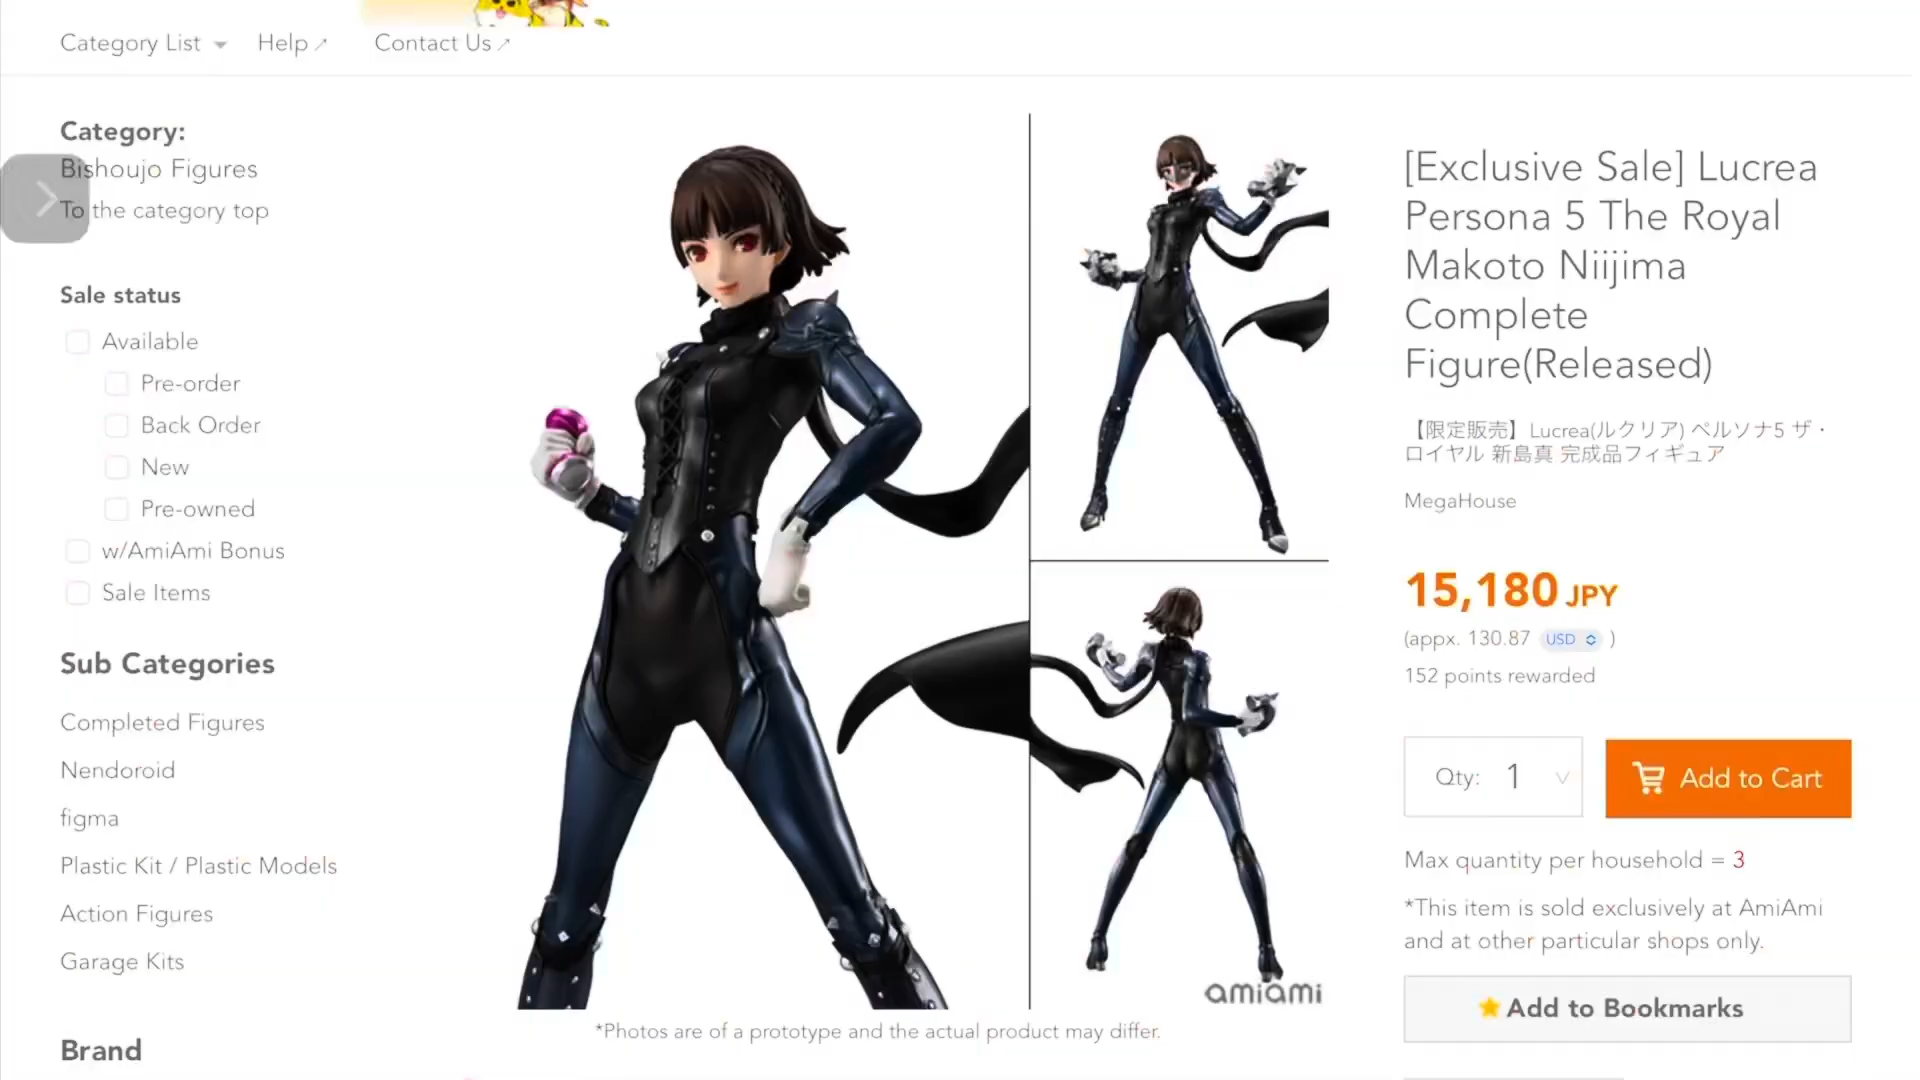 Category List
Help
Contact Us
Category:
Bishoujo Figures
To the category top
Sale status
Available
Pre-order
Back Order
New
Pre-owned
w/AmiAmi Bonus
Sale Items
Sub Categories
Completed Figures
Nendoroid
figma
Plastic Kit / Plastic Models
Action Figures
Garage Kits
Brand
amiami
*Photos are of a prototype and the actual product may differ.
[Exclusive Sale] Lucrea
Persona 5 The Royal
Makoto Niijima
Complete
Figure(Released)
【限定販売】Lucrea(ルクリア) ペルソナ5 ザ・
ロイヤル 新島真 完成品フィギュア
MegaHouse
15,180 JPY
(appx. 130.87 USD )
152 points rewarded
Qty: 1
Add to Cart
Max quantity per household = 3
*This item is sold exclusively at AmiAmi
and at other particular shops only.
Add to Bookmarks